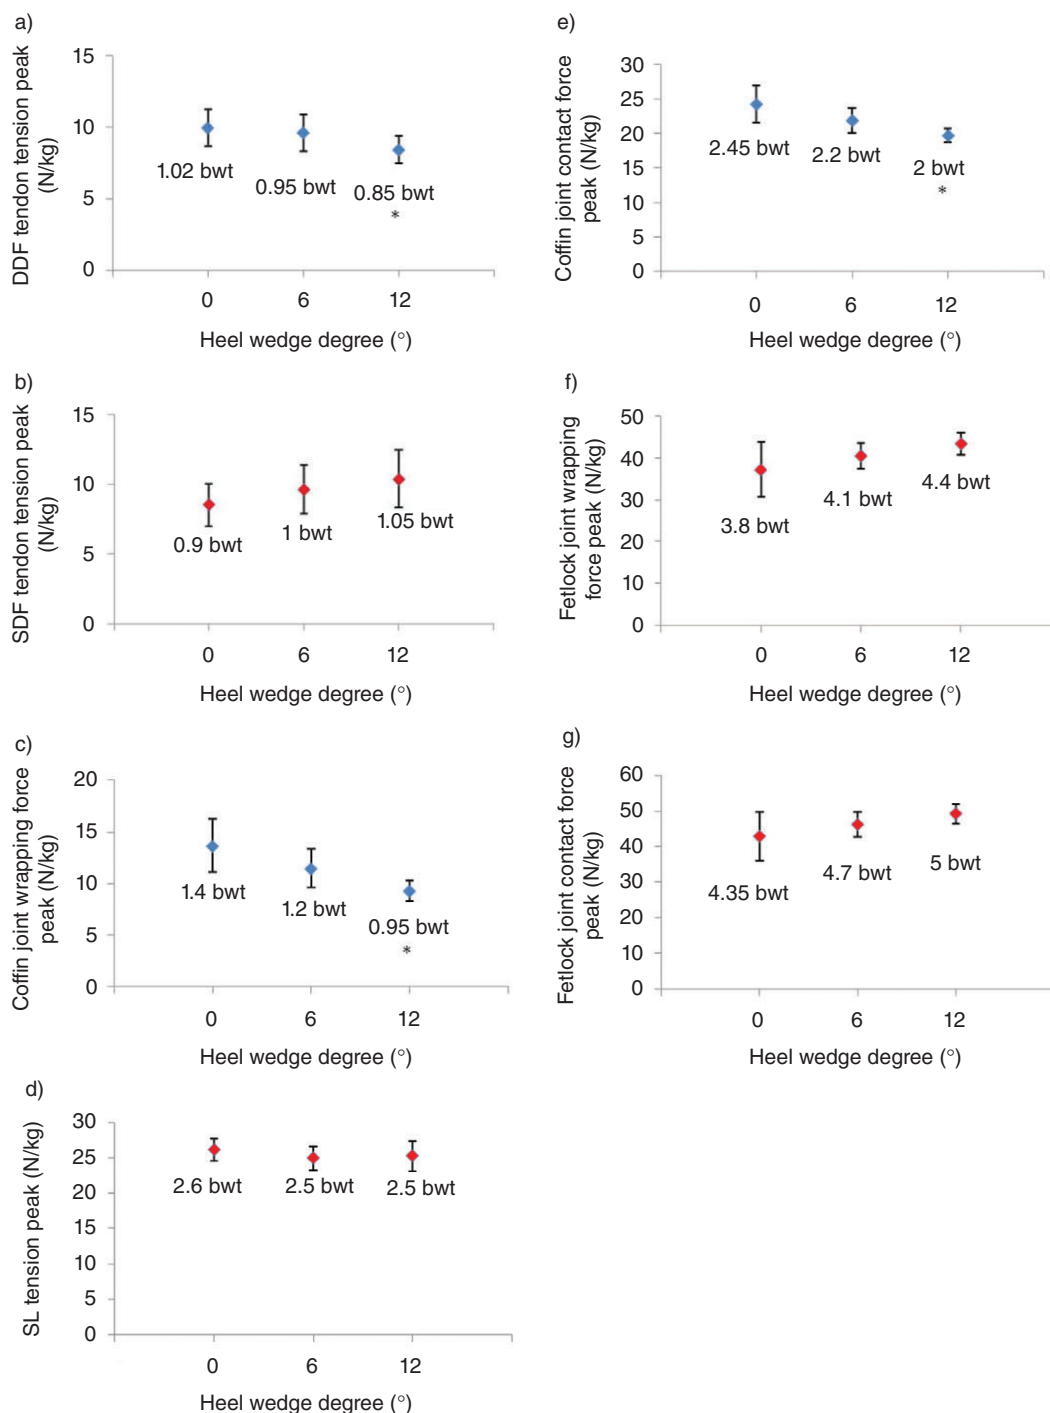 a)
DDF tendon tension peak
(N/kg)
15
10
5
0
1.02 bwt
0.95 bwt
0.85 bwt
*
0 6 12
Heel wedge degree (°)
b)
SDF tendon tension peak
(N/kg)
15
10
5
0
0.9 bwt
1 bwt
1.05 bwt
0 6 12
Heel wedge degree (°)
c)
Coffin joint wrapping force
peak (N/kg)
20
15
10
5
0
1.4 bwt
1.2 bwt
0.95 bwt
*
0 6 12
Heel wedge degree (°)
d)
SL tension peak (N/kg)
30
25
20
15
10
5
0
2.6 bwt
2.5 bwt
2.5 bwt
0 6 12
Heel wedge degree (°)
e)
Coffin joint contact force
peak (N/kg)
30
25
20
15
10
5
0
2.45 bwt
2.2 bwt
2 bwt
*
0 6 12
Heel wedge degree (°)
f)
Fetlock joint wrapping
force peak (N/kg)
50
40
30
20
10
0
3.8 bwt
4.1 bwt
4.4 bwt
0 6 12
Heel wedge degree (°)
g)
Fetlock joint contact force
peak (N/kg)
60
50
40
30
20
10
0
4.35 bwt
4.7 bwt
5 bwt
0 6 12
Heel wedge degree (°)